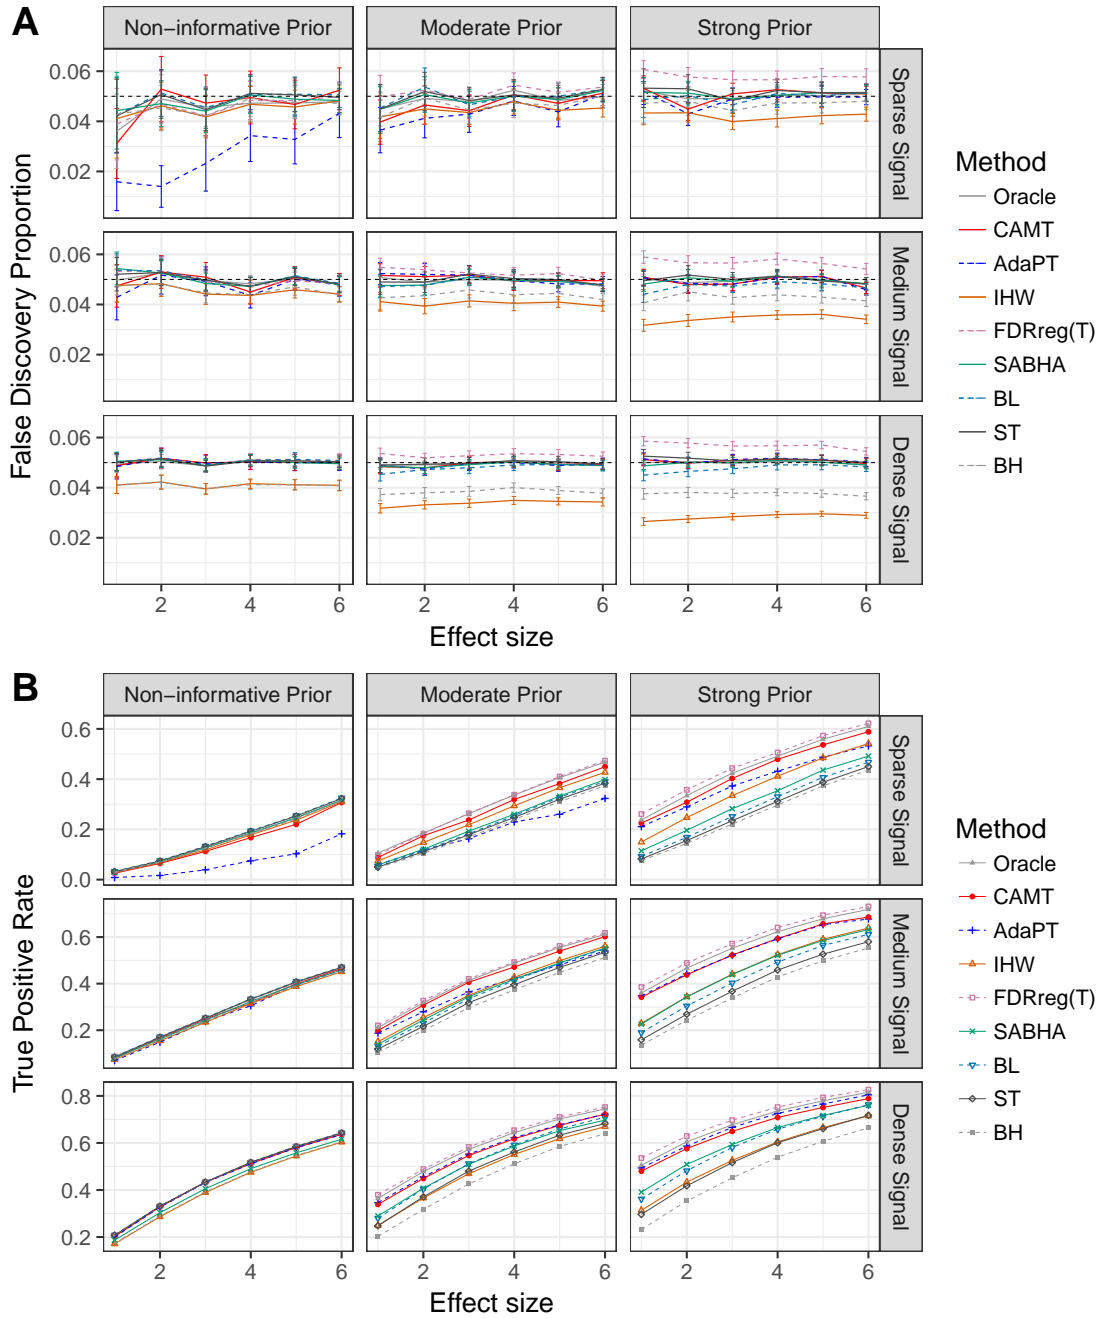 A
Non−informative Prior
Moderate Prior
Strong Prior
False Discovery Proportion
0.06
0.04
0.02
Sparse Signal
0.06
0.04
0.02
Medium Signal
0.06
0.04
0.02
Dense Signal
2
4
6
2
4
6
2
4
6
Effect size
Method
Oracle
CAMT
AdaPT
IHW
FDRreg(T)
SABHA
BL
ST
BH
B
Non−informative Prior
Moderate Prior
Strong Prior
True Positive Rate
0.6
0.4
0.2
0.0
Sparse Signal
0.6
0.4
0.2
Medium Signal
0.8
0.6
0.4
0.2
Dense Signal
2
4
6
2
4
6
2
4
6
Effect size
Method
Oracle
CAMT
AdaPT
IHW
FDRreg(T)
SABHA
BL
ST
BH